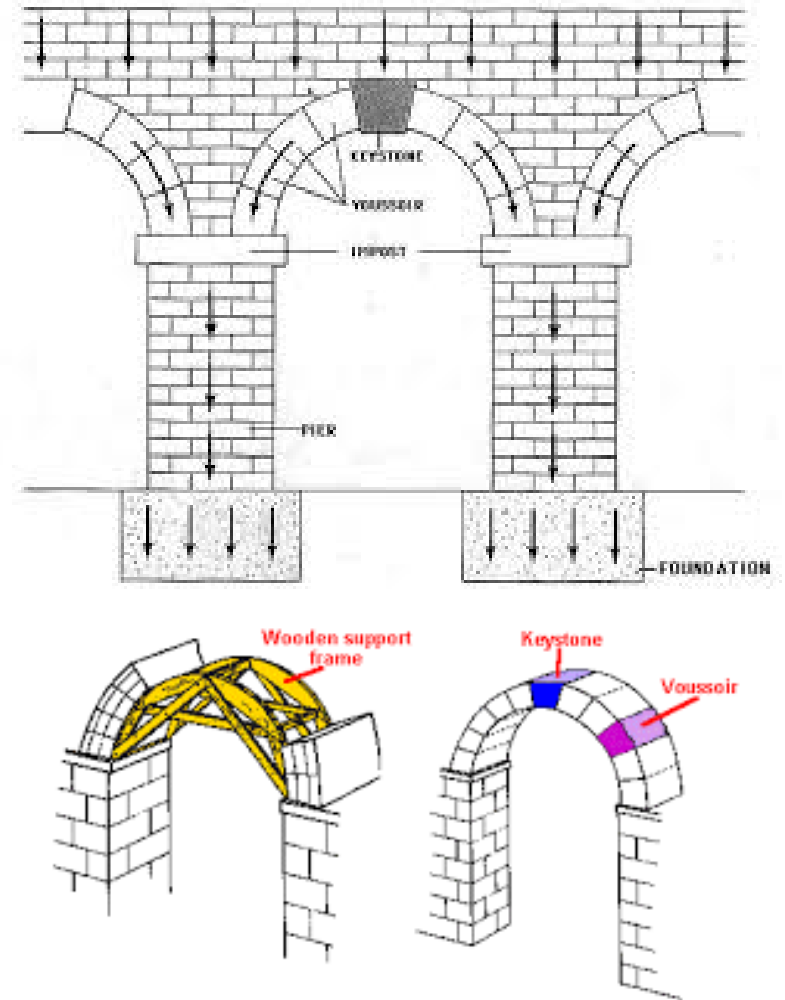 KEYSTONE
VOUSSOIR
IMPOST
PIER
FOUNDATION
Wooden support
frame
Keystone
Voussoir